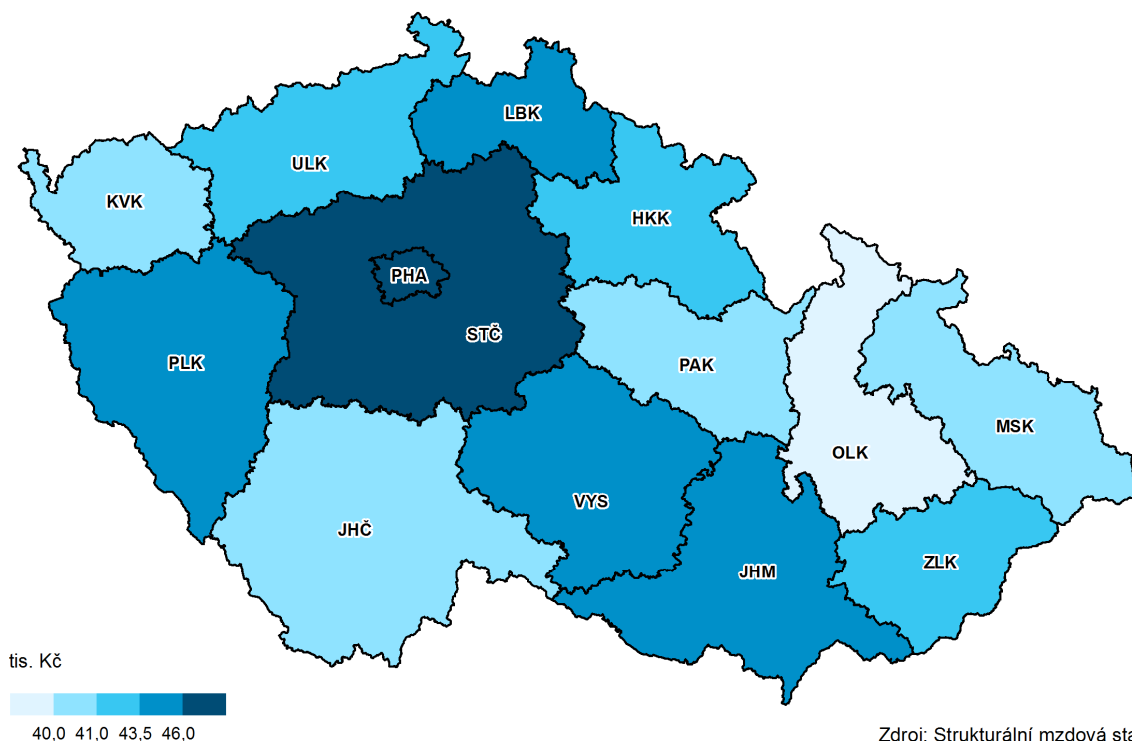 LBK
ULK
KVK
HKK
PHA
STČ
PLK
PAK
MSK
OLK
VYS
JHČ
ZLK
JHM
tis. Kč
40,0 41,0 43,5 46,0
Zdroj: Strukturální mzdová